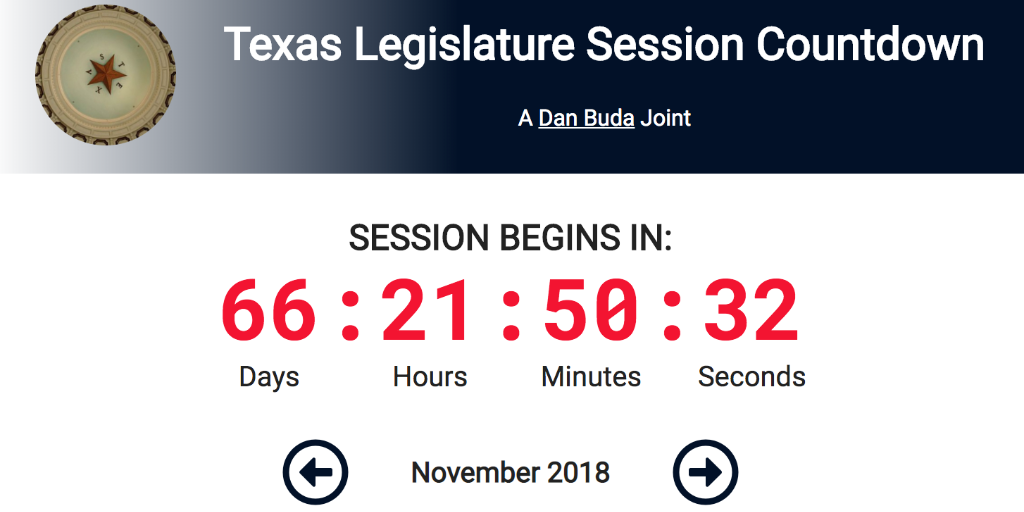 Texas Legislature Session Countdown
A Dan Buda Joint
SESSION BEGINS IN:
66:21:50:32
Days Hours Minutes Seconds
November 2018